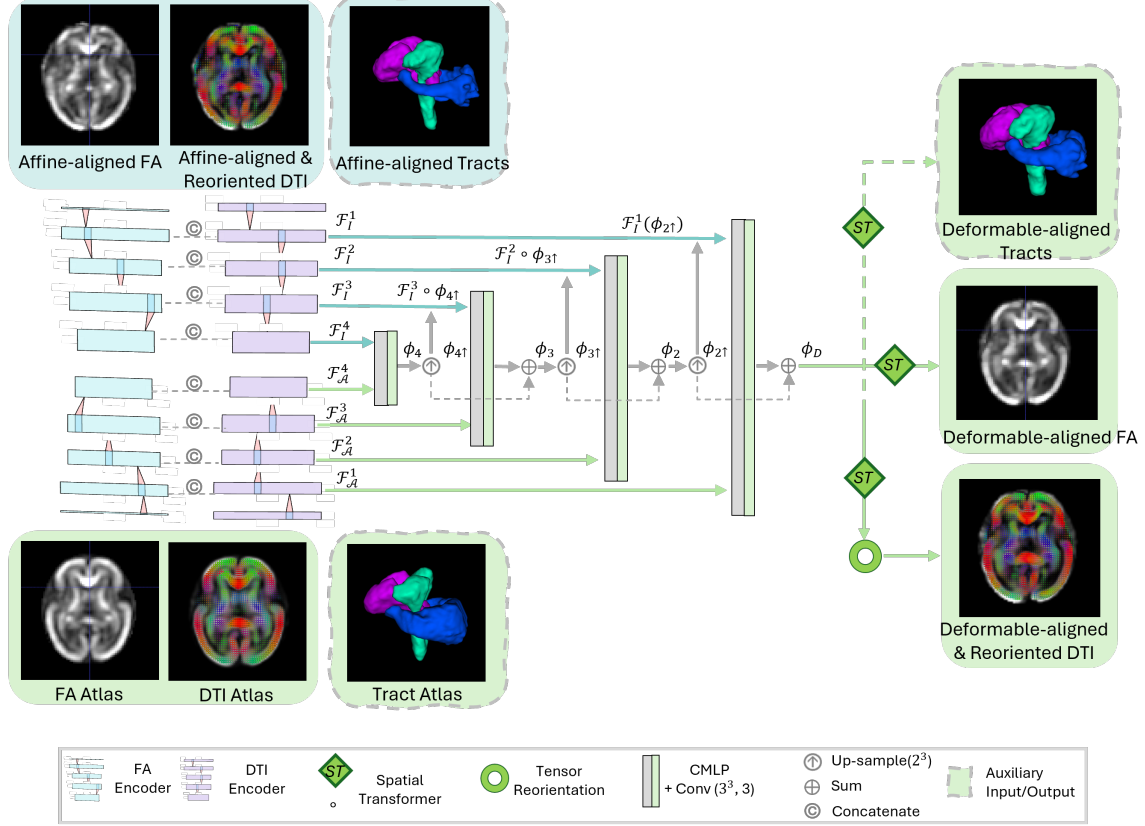 Affine-aligned FA
Affine-aligned &
Reoriented DTI
Affine-aligned Tracts
Deformable-aligned
Tracts
Deformable-aligned FA
Deformable-aligned
& Reoriented DTI
ℱ_I^1
ℱ_I^1(ϕ_2↑)
ℱ_I^2
ℱ_I^2 ∘ ϕ_3↑
ℱ_I^3
ℱ_I^3 ∘ ϕ_4↑
ℱ_I^4
ϕ_4
ϕ_4↑
ϕ_3
ϕ_3↑
ϕ_2
ϕ_2↑
ϕ_D
ℱ_𝒜^4
ℱ_𝒜^3
ℱ_𝒜^2
ℱ_𝒜^1
©
©
©
©
©
©
©
©
ST
ST
ST
FA Atlas
DTI Atlas
Tract Atlas
FA
Encoder
DTI
Encoder
ST
Spatial
Transformer
∘
Tensor
Reorientation
CMLP
+ Conv (3³, 3)
Up-sample(2³)
Sum
© Concatenate
Auxiliary
Input/Output